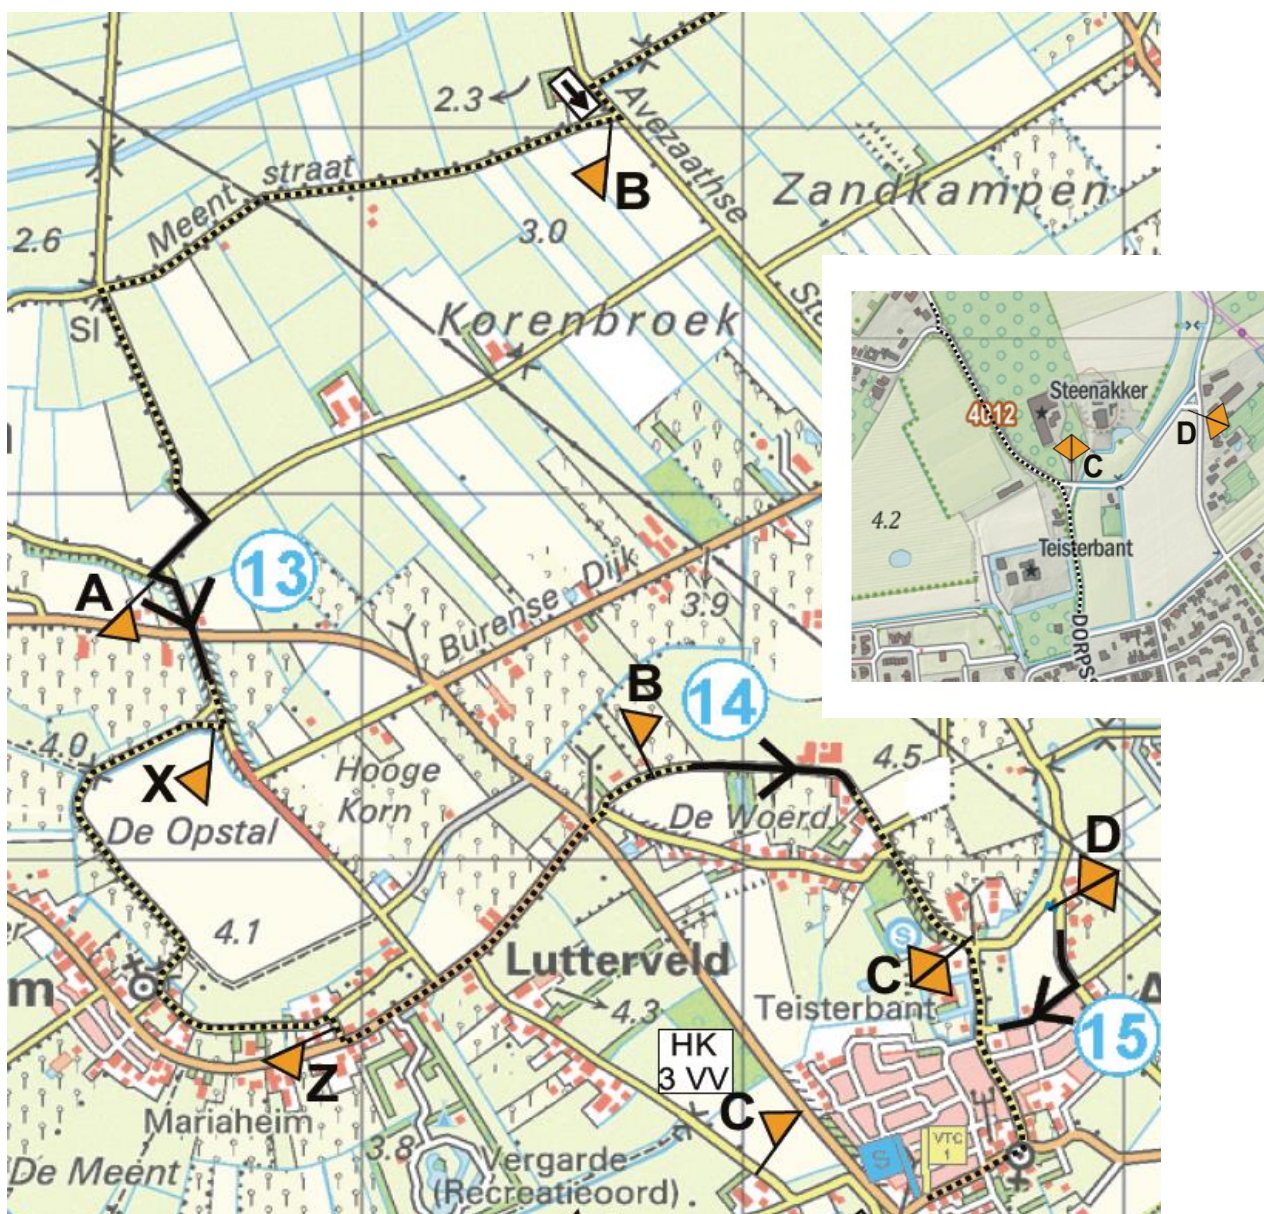 2.3
Avezaathse
straat
B
Zandkampen
Meent
2.6
3.0
Sl
Korenbroek
Sta
Steenakker
4012
D
C
4.2
Teisterbant
DORPS
13
A
Burense Dijk
3.9
B
14
4.0
X
Hooge
Korn
4.5
De Opstal
De Woerd
D
4.1
Lutterveld
S
C
m
4.3
Teisterbant
15
HK
3 VV
Z
C
Mariaheim
3.8
VTC
1
S
De Meent
Vergarde
(Recreatieoord)